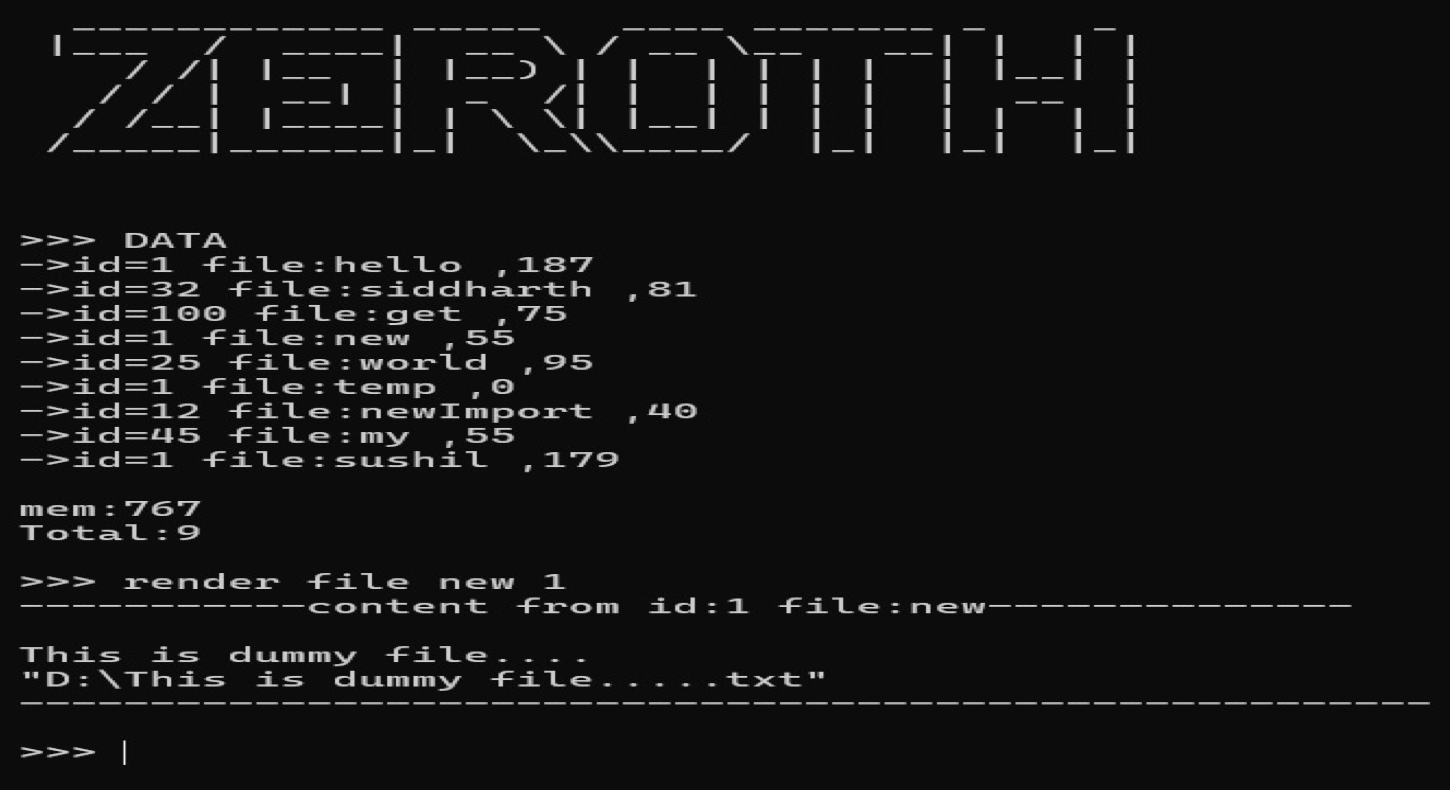 ZEROTH
>>> DATA
->id=1 file:hello ,187
->id=32 file:siddharth ,81
->id=100 file:get ,75
->id=1 file:new ,55
->id=25 file:world ,95
->id=1 file:temp ,0
->id=12 file:newImport ,40
->id=45 file:my ,55
->id=1 file:sushil ,179
mem:767
Total:9
>>> render file new 1
-----------content from id:1 file:new--------------
This is dummy file....
"D:\This is dummy file.....txt"
------------------------------------------------------
>>>